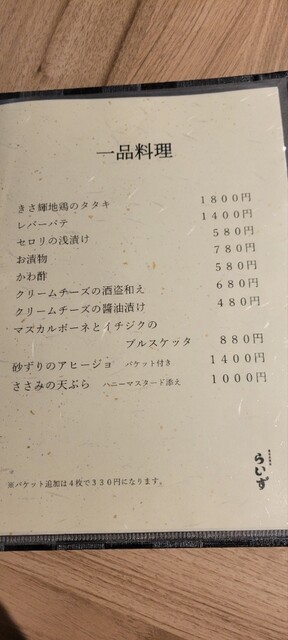 一品料理
きさ輝地鶏のタタキ 1800円
レバーパテ 1400円
セロリの浅漬け 580円
お漬物 780円
かわ酢 580円
クリームチーズの酒盗和え 680円
クリームチーズの醤油漬け 480円
マズカルポーネとイチジクの
ブルスケッタ 880円
砂ずりのアヒージョ バケット付き 1400円
ささみの天ぷら ハニーマスタード添え 1000円
らいず
※バケット追加は4枚で330円になります。